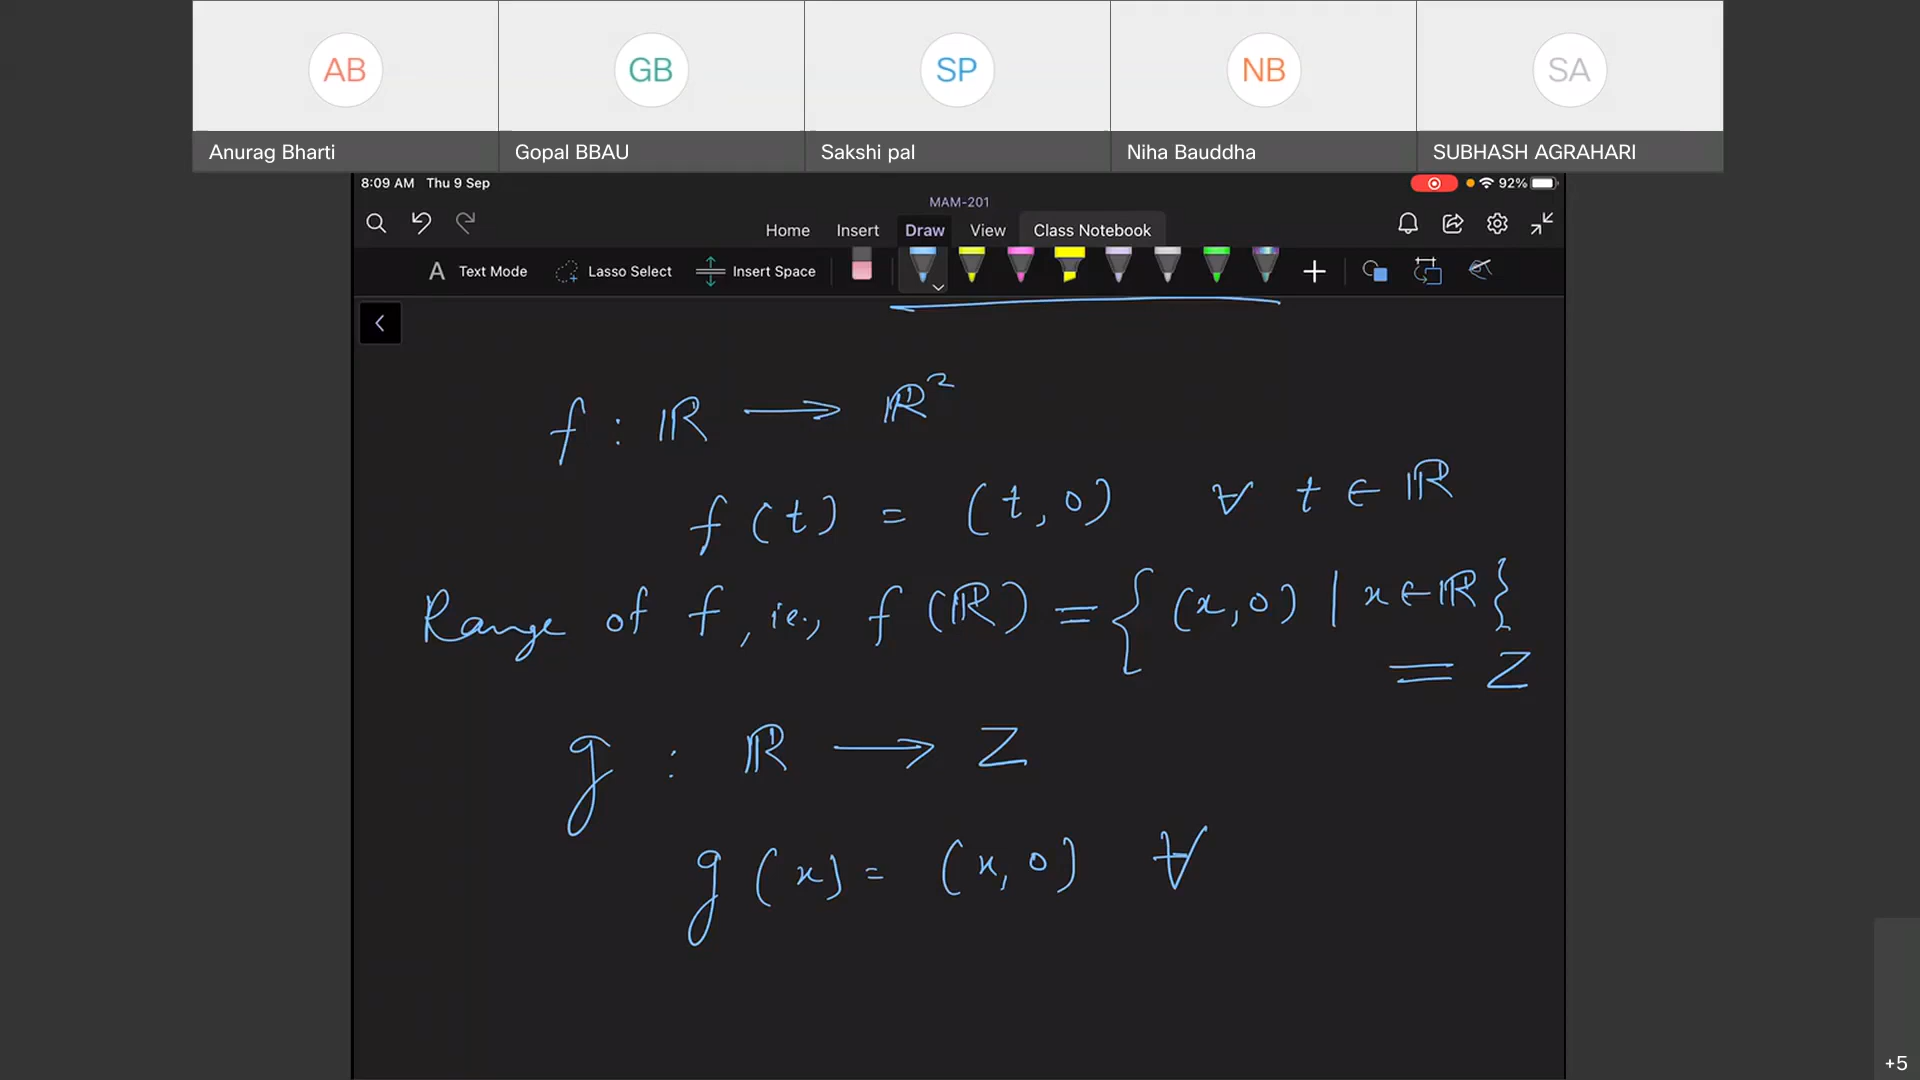 AB GB SP NB SA
Anurag Bharti Gopal BBAU Sakshi pal Niha Bauddha SUBHASH AGRAHARI
8:09 AM Thu 9 Sep 92%
MAM-201
Home Insert Draw View Class Notebook
A Text Mode Lasso Select Insert Space
f : ℝ ⟶ ℝ²
f(t) = (t, 0) ∀ t ∈ ℝ
Range of f, i.e., f(ℝ) = { (x, 0) | x ∈ ℝ }
= Z
g : ℝ ⟶ Z
g(x) = (x, 0) ∀
+5